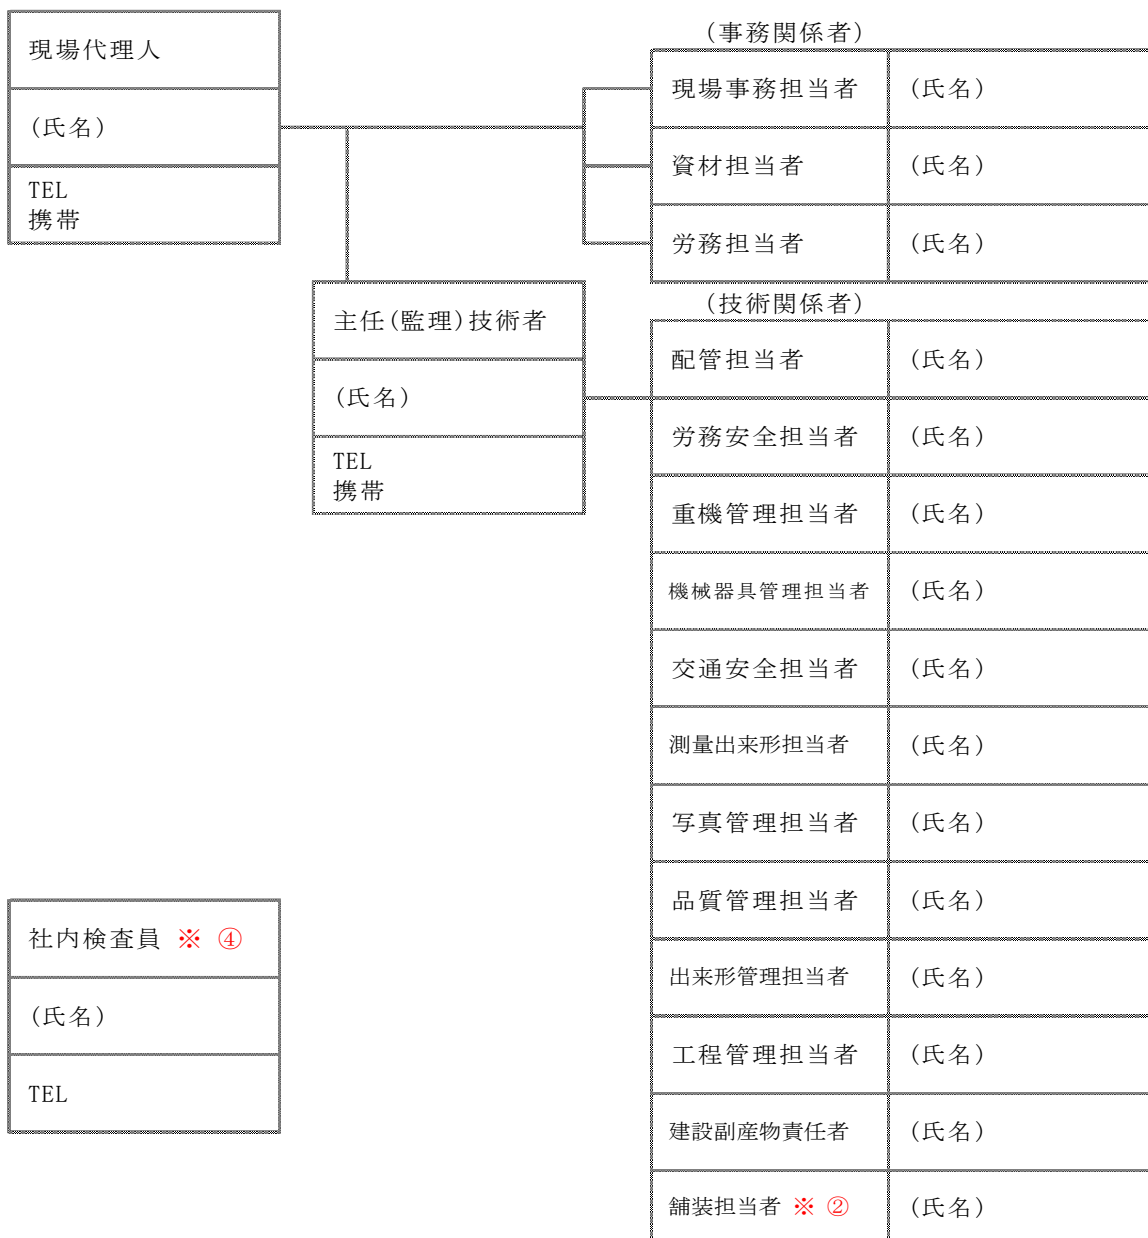 現場代理人
(氏名)
TEL
携帯
(事務関係者)
現場事務担当者 (氏名)
資材担当者 (氏名)
労務担当者 (氏名)
主任(監理)技術者
(氏名)
TEL
携帯
(技術関係者)
配管担当者 (氏名)
労務安全担当者 (氏名)
重機管理担当者 (氏名)
機械器具管理担当者 (氏名)
交通安全担当者 (氏名)
測量出来形担当者 (氏名)
写真管理担当者 (氏名)
品質管理担当者 (氏名)
出来形管理担当者 (氏名)
工程管理担当者 (氏名)
建設副産物責任者 (氏名)
舗装担当者 ※ ② (氏名)
社内検査員 ※ ④
(氏名)
TEL